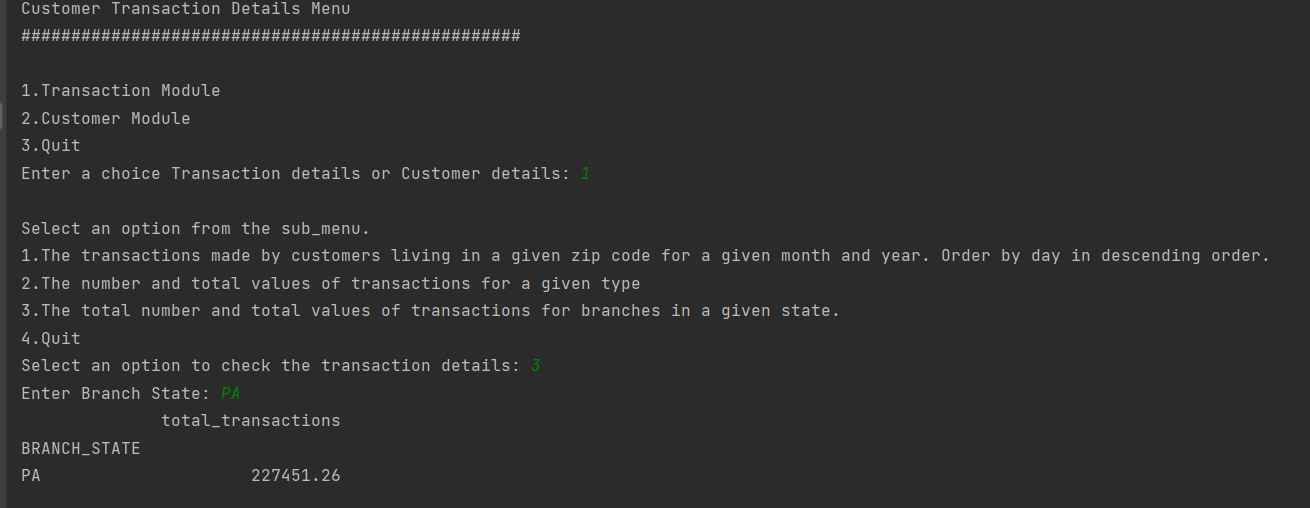 Customer Transaction Details Menu
##################################################
1.Transaction Module
2.Customer Module
3.Quit
Enter a choice Transaction details or Customer details: 1
Select an option from the sub_menu.
1.The transactions made by customers living in a given zip code for a given month and year. Order by day in descending order.
2.The number and total values of transactions for a given type
3.The total number and total values of transactions for branches in a given state.
4.Quit
Select an option to check the transaction details: 3
Enter Branch State: PA
total_transactions
BRANCH_STATE
PA 227451.26